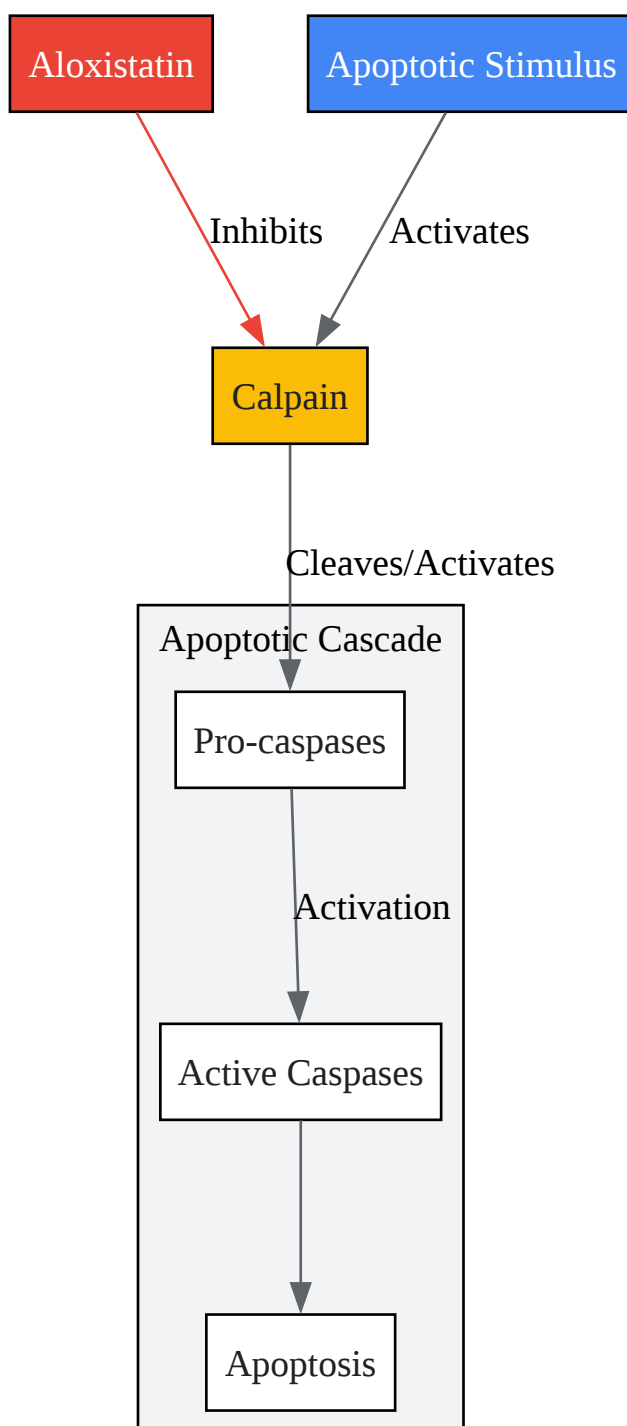 Aloxistatin
Apoptotic Stimulus
Inhibits
Activates
Calpain
Cleaves/Activates
Apoptotic Cascade
Pro-caspases
Activation
Active Caspases
Apoptosis